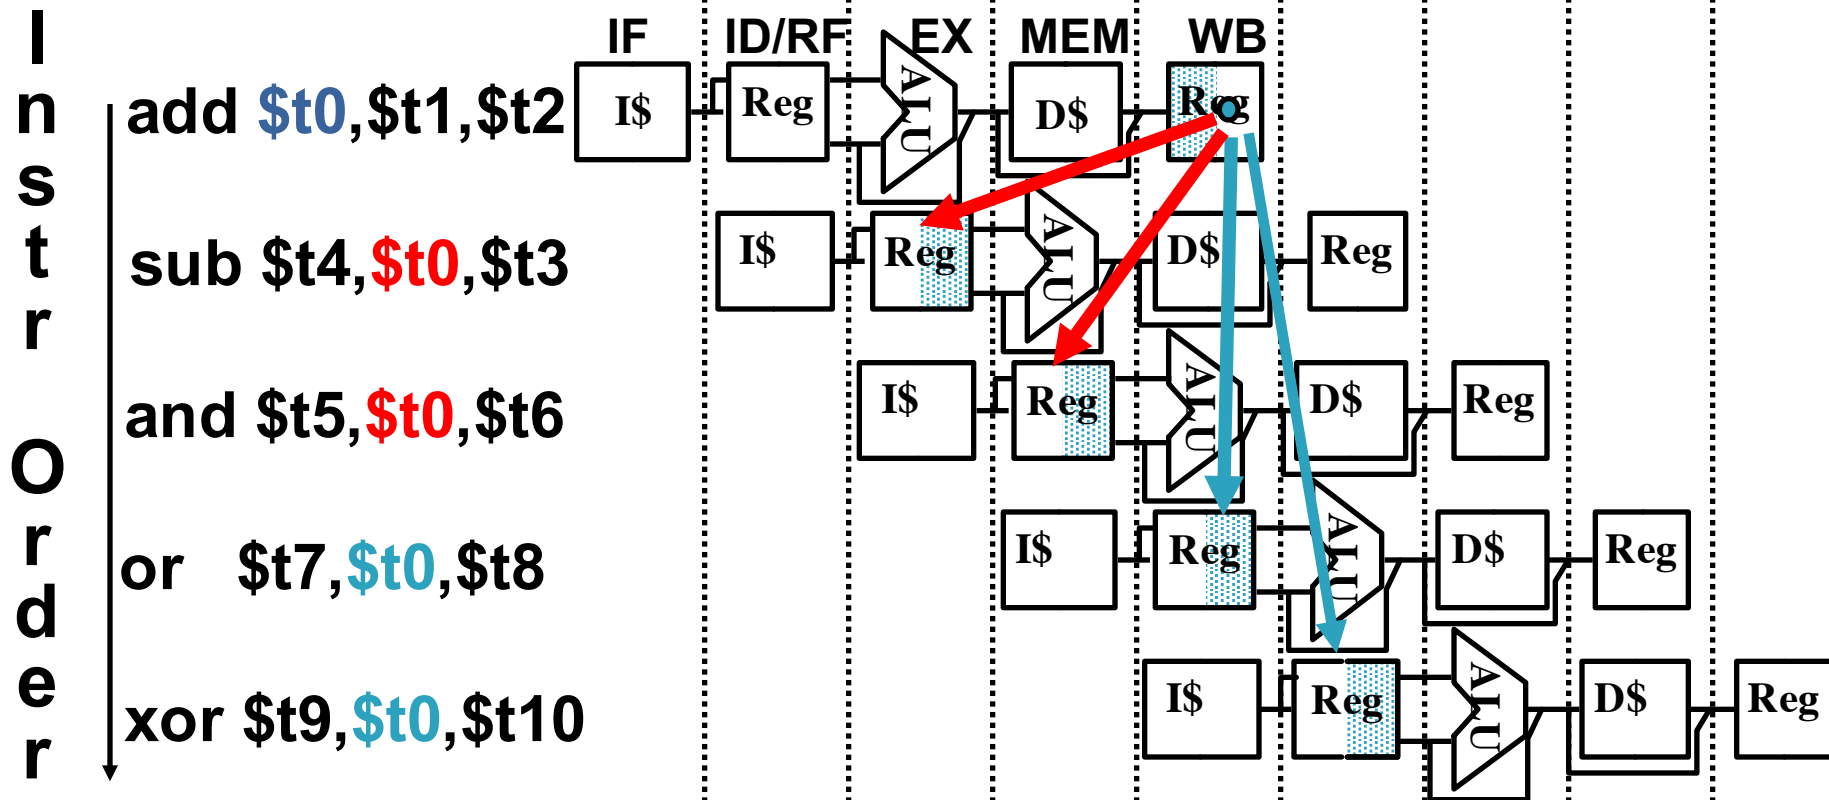 Instr Order
IF ID/RF EX MEM WB
add $t0,$t1,$t2 I$ Reg ALU D$ Reg
sub $t4,$t0,$t3 I$ Reg ALU D$ Reg
and $t5,$t0,$t6 I$ Reg ALU D$ Reg
or $t7,$t0,$t8 I$ Reg ALU D$ Reg
xor $t9,$t0,$t10 I$ Reg ALU D$ Reg